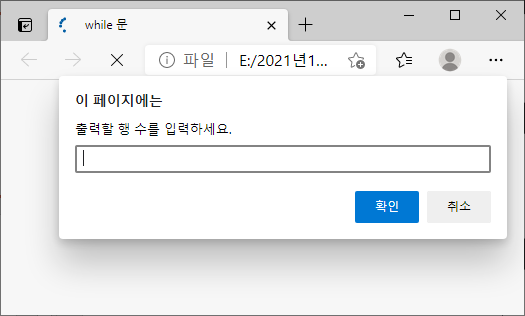 while 문
파일 E:/2021년1...
이 페이지에는
출력할 행 수를 입력하세요.
확인 취소